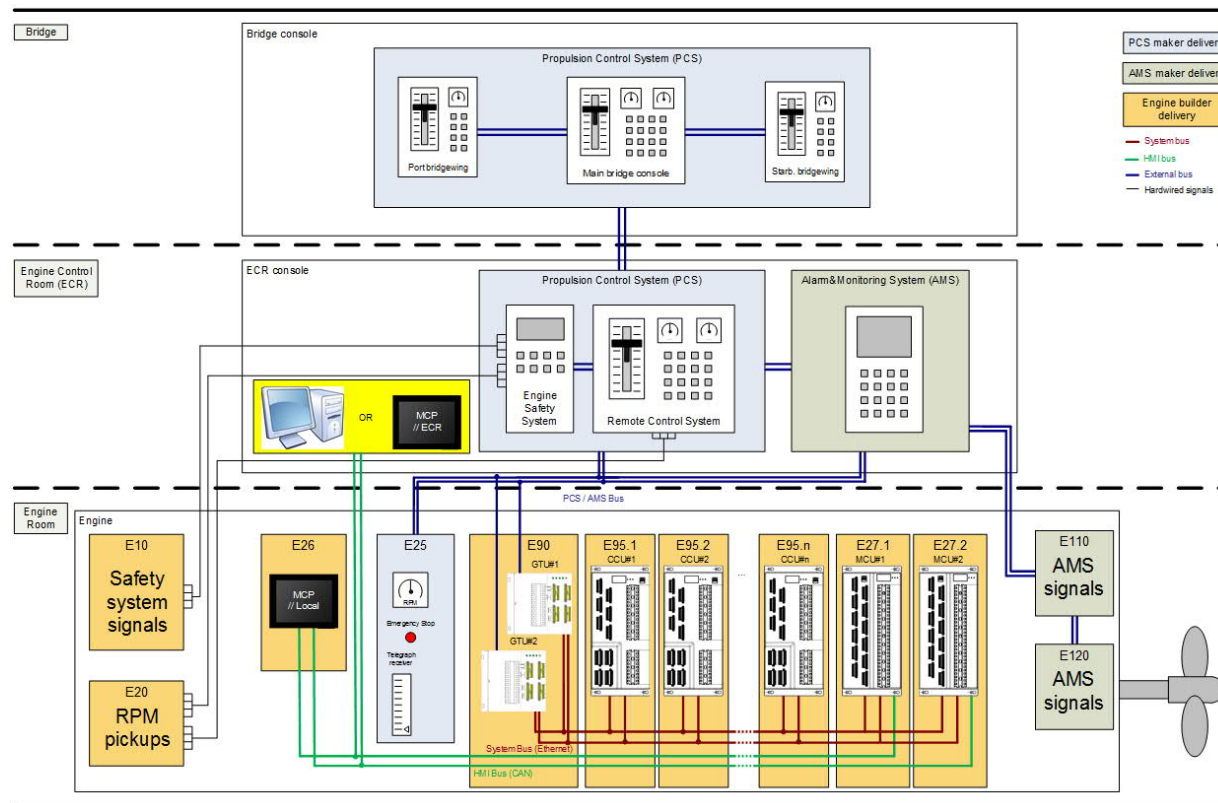 Bridge
Bridge console
Propulsion Control System (PCS)
Port bridgewing
Main bridge console
Starb. bridgewing
PCS maker deliver
AMS maker deliver
Engine builder
delivery
System bus
HMI bus
External bus
Hardwired signals
Engine Control
Room (ECR)
ECR console
Propulsion Control System (PCS)
Alarm&Monitoring System (AMS)
Engine
Safety
System
Remote Control System
OR
MCP
// ECR
PCS / AMS Bus
Engine
Room
Engine
E10
Safety
system
signals
E20
RPM
pickups
E26
MCP
// Local
E25
RPM
Emergency Stop
Telegraph
receiver
E90
GTU#1
GTU#2
E95.1
CCU#1
E95.2
CCU#2
...
E95.n
CCU#n
E27.1
MCU#1
E27.2
MCU#2
System Bus (Ethernet)
HMI Bus (CAN)
E110
AMS
signals
E120
AMS
signals